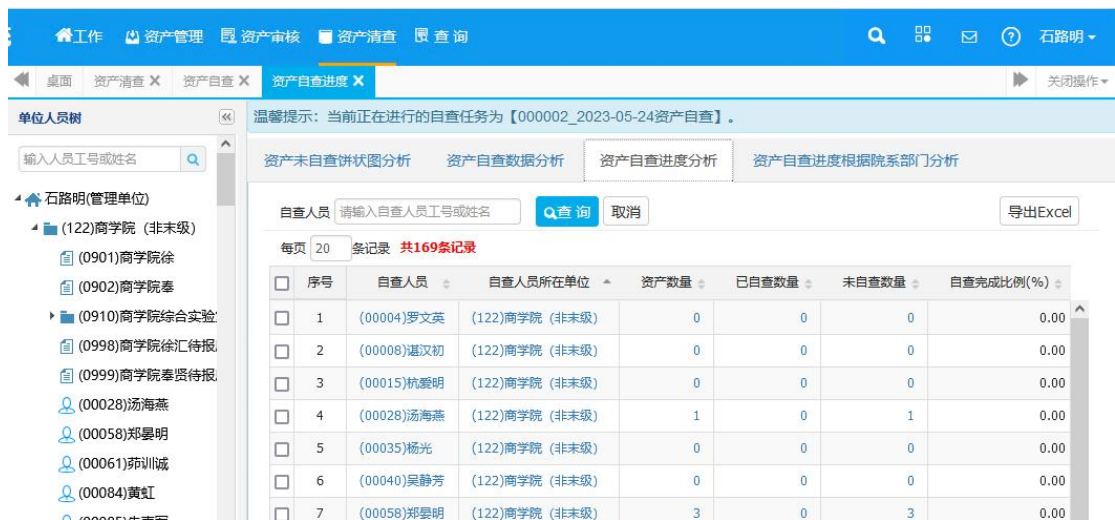 工作 资产管理 资产审核 资产清查 查询 石路明
桌面 资产清查 资产自查 资产自查进度 关闭操作
单位人员树
温馨提示：当前正在进行的自查任务为【000002_2023-05-24资产自查】。
输入人员工号或姓名
资产未自查饼状图分析 资产自查数据分析 资产自查进度分析 资产自查进度根据院系部门分析
石路明(管理单位)
自查人员 请输入自查人员工号或姓名 查询 取消 导出Excel
(122)商学院（非末级）
每页 20 条记录 共169条记录
(0901)商学院徐
(0902)商学院奉
(0910)商学院综合实验
(0998)商学院徐汇待报
(0999)商学院奉贤待报
(00028)汤海燕
(00058)郑晏明
(00061)茆训诚
(00084)黄虹
序号 自查人员 自查人员所在单位 资产数量 已自查数量 未自查数量 自查完成比例(%)
1 (00004)罗文英 (122)商学院（非末级） 0 0 0 0.00
2 (00008)谌汉初 (122)商学院（非末级） 0 0 0 0.00
3 (00015)杭爱明 (122)商学院（非末级） 0 0 0 0.00
4 (00028)汤海燕 (122)商学院（非末级） 1 0 1 0.00
5 (00035)杨光 (122)商学院（非末级） 0 0 0 0.00
6 (00040)吴静芳 (122)商学院（非末级） 0 0 0 0.00
7 (00058)郑晏明 (122)商学院（非末级） 3 0 3 0.00